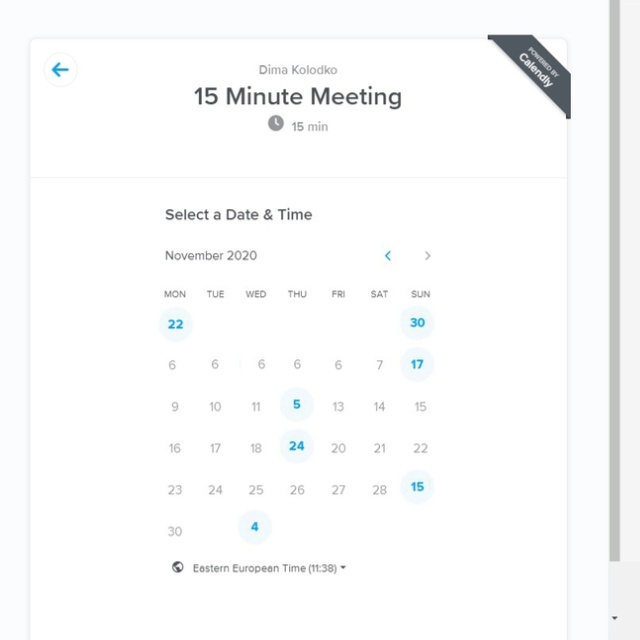 POWERED BY
Calendly
Dima Kolodko
15 Minute Meeting
15 min
Select a Date & Time
November 2020
MON TUE WED THU FRI SAT SUN
22 30
6 6 6 6 6 7 17
9 10 11 5 13 14 15
16 17 18 24 20 21 22
23 24 25 26 27 28 15
30 4
Eastern European Time (11:38)